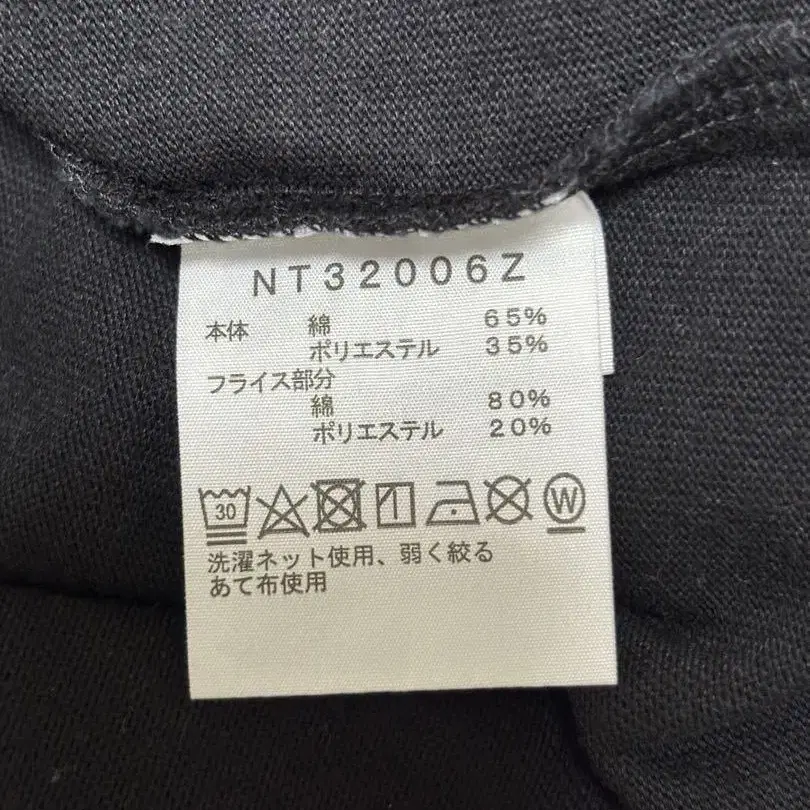 NT32006Z
本体 綿 65%
ポリエステル 35%
フライス部分
綿 80%
ポリエステル 20%
30 W
洗濯ネット使用、弱く絞る
あて布使用